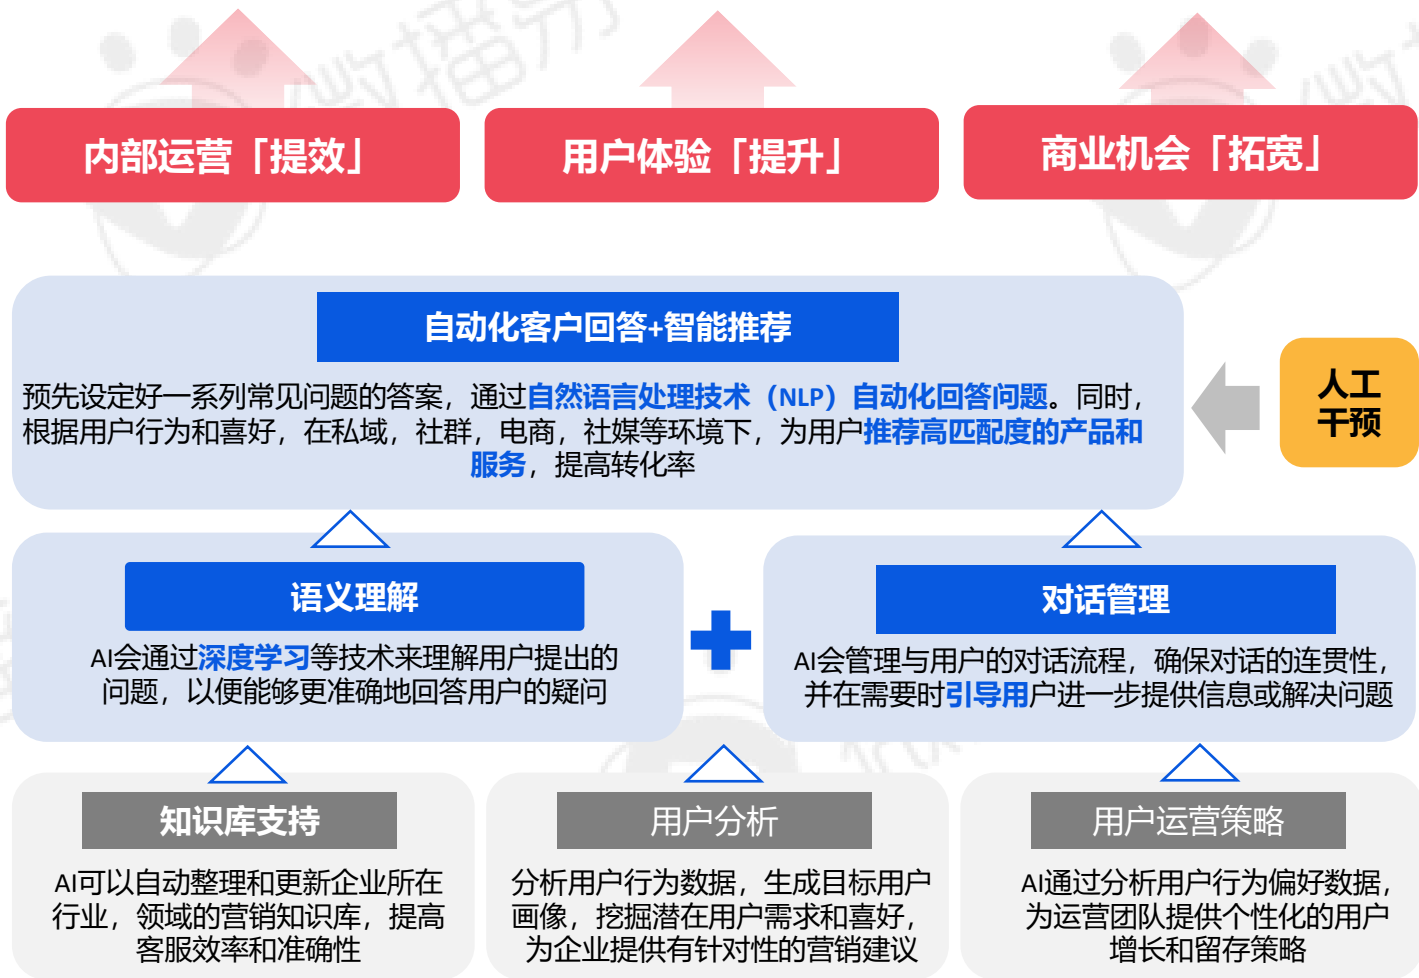 内部运营「提效」
用户体验「提升」
商业机会「拓宽」
自动化客户回答+智能推荐
预先设定好一系列常见问题的答案，通过自然语言处理技术（NLP）自动化回答问题。同时，
根据用户行为和喜好，在私域，社群，电商，社媒等环境下，为用户推荐高匹配度的产品和
服务，提高转化率
人工
干预
语义理解
AI会通过深度学习等技术来理解用户提出的
问题，以便能够更准确地回答用户的疑问
对话管理
AI会管理与用户的对话流程，确保对话的连贯性，
并在需要时引导用户进一步提供信息或解决问题
知识库支持
AI可以自动整理和更新企业所在
行业，领域的营销知识库，提高
客服效率和准确性
用户分析
分析用户行为数据，生成目标用户
画像，挖掘潜在用户需求和喜好，
为企业提供有针对性的营销建议
用户运营策略
AI通过分析用户行为偏好数据，
为运营团队提供个性化的用户
增长和留存策略
微播易